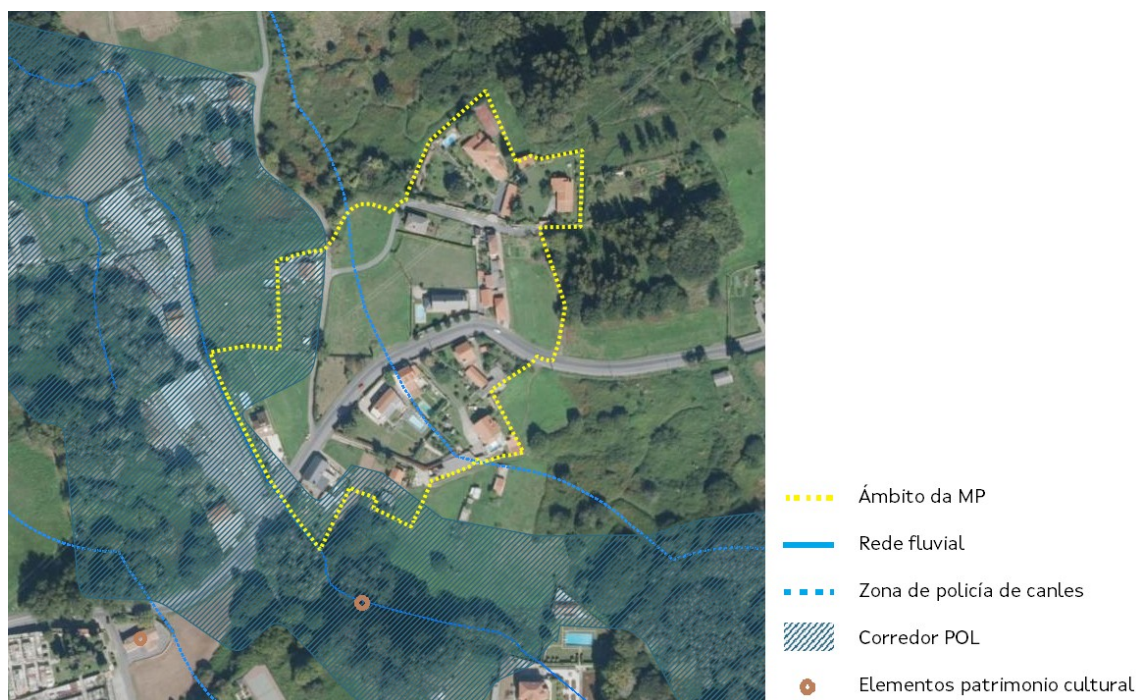 Ámbito da MP
Rede fluvial
Zona de policía de canles
Corredor POL
Elementos patrimonio cultural